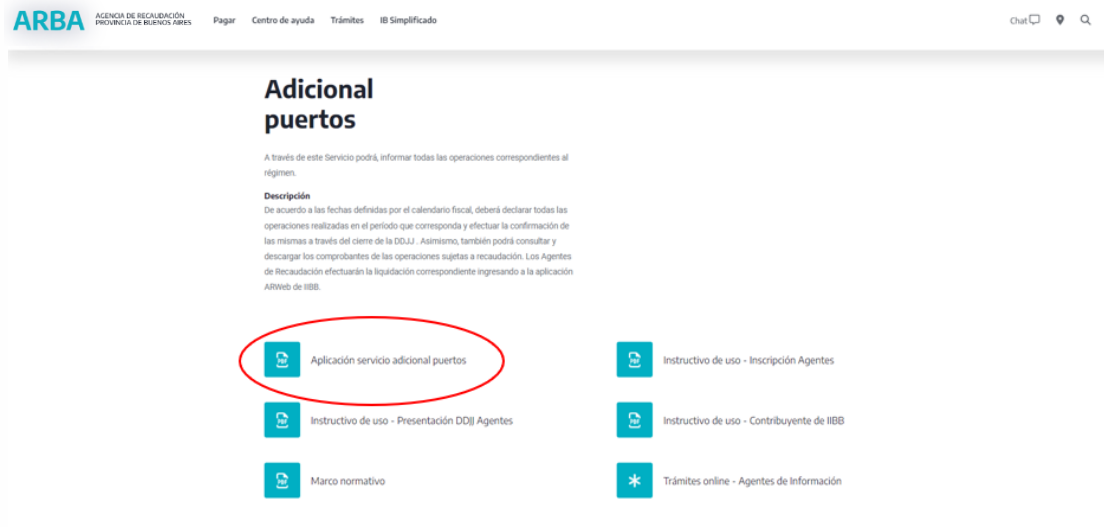 ARBA
AGENCIA DE RECAUDACIÓN
PROVINCIA DE BUENOS AIRES
Pagar
Centro de ayuda
Trámites
IB Simplificado
Chat
Adicional
puertos
A través de este Servicio podrá, informar todas las operaciones correspondientes al
régimen.
Descripción
De acuerdo a las fechas definidas por el calendario fiscal, deberá declarar todas las
operaciones realizadas en el período que corresponda y efectuar la confirmación de
las mismas a través del cierre de la DDJJ . Asimismo, también podrá consultar y
descargar los comprobantes de las operaciones sujetas a recaudación. Los Agentes
de Recaudación efectuarán la liquidación correspondiente ingresando a la aplicación
ARWeb de IIBB.
PDF
Aplicación servicio adicional puertos
PDF
Instructivo de uso - Inscripción Agentes
PDF
Instructivo de uso - Presentación DDJJ Agentes
PDF
Instructivo de uso - Contribuyente de IIBB
PDF
Marco normativo
Trámites online - Agentes de Información